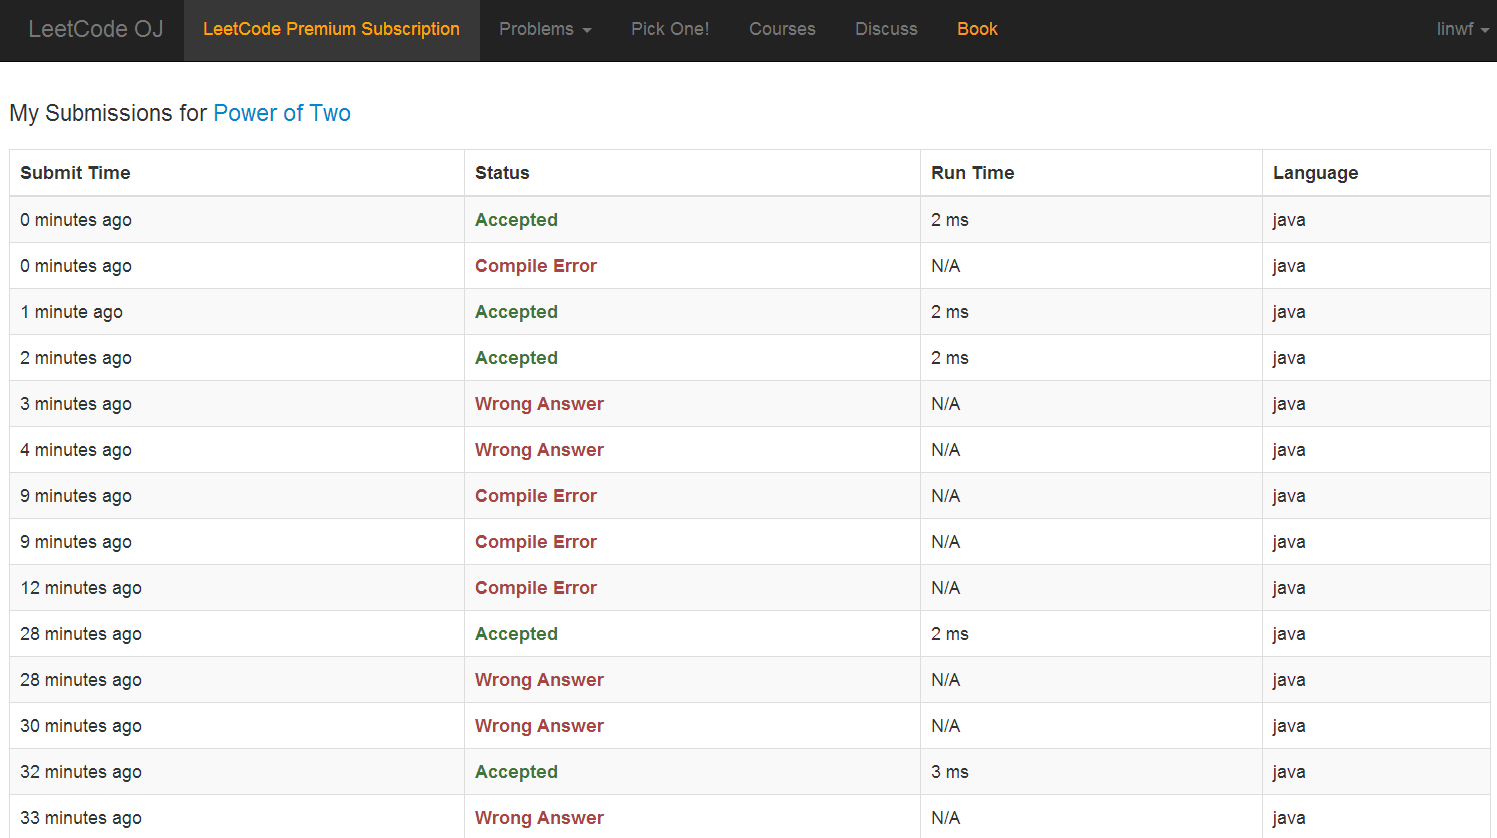 LeetCode OJ LeetCode Premium Subscription Problems Pick One! Courses Discuss Book linwf
My Submissions for Power of Two
Submit Time Status Run Time Language
0 minutes ago Accepted 2 ms java
0 minutes ago Compile Error N/A java
1 minute ago Accepted 2 ms java
2 minutes ago Accepted 2 ms java
3 minutes ago Wrong Answer N/A java
4 minutes ago Wrong Answer N/A java
9 minutes ago Compile Error N/A java
9 minutes ago Compile Error N/A java
12 minutes ago Compile Error N/A java
28 minutes ago Accepted 2 ms java
28 minutes ago Wrong Answer N/A java
30 minutes ago Wrong Answer N/A java
32 minutes ago Accepted 3 ms java
33 minutes ago Wrong Answer N/A java